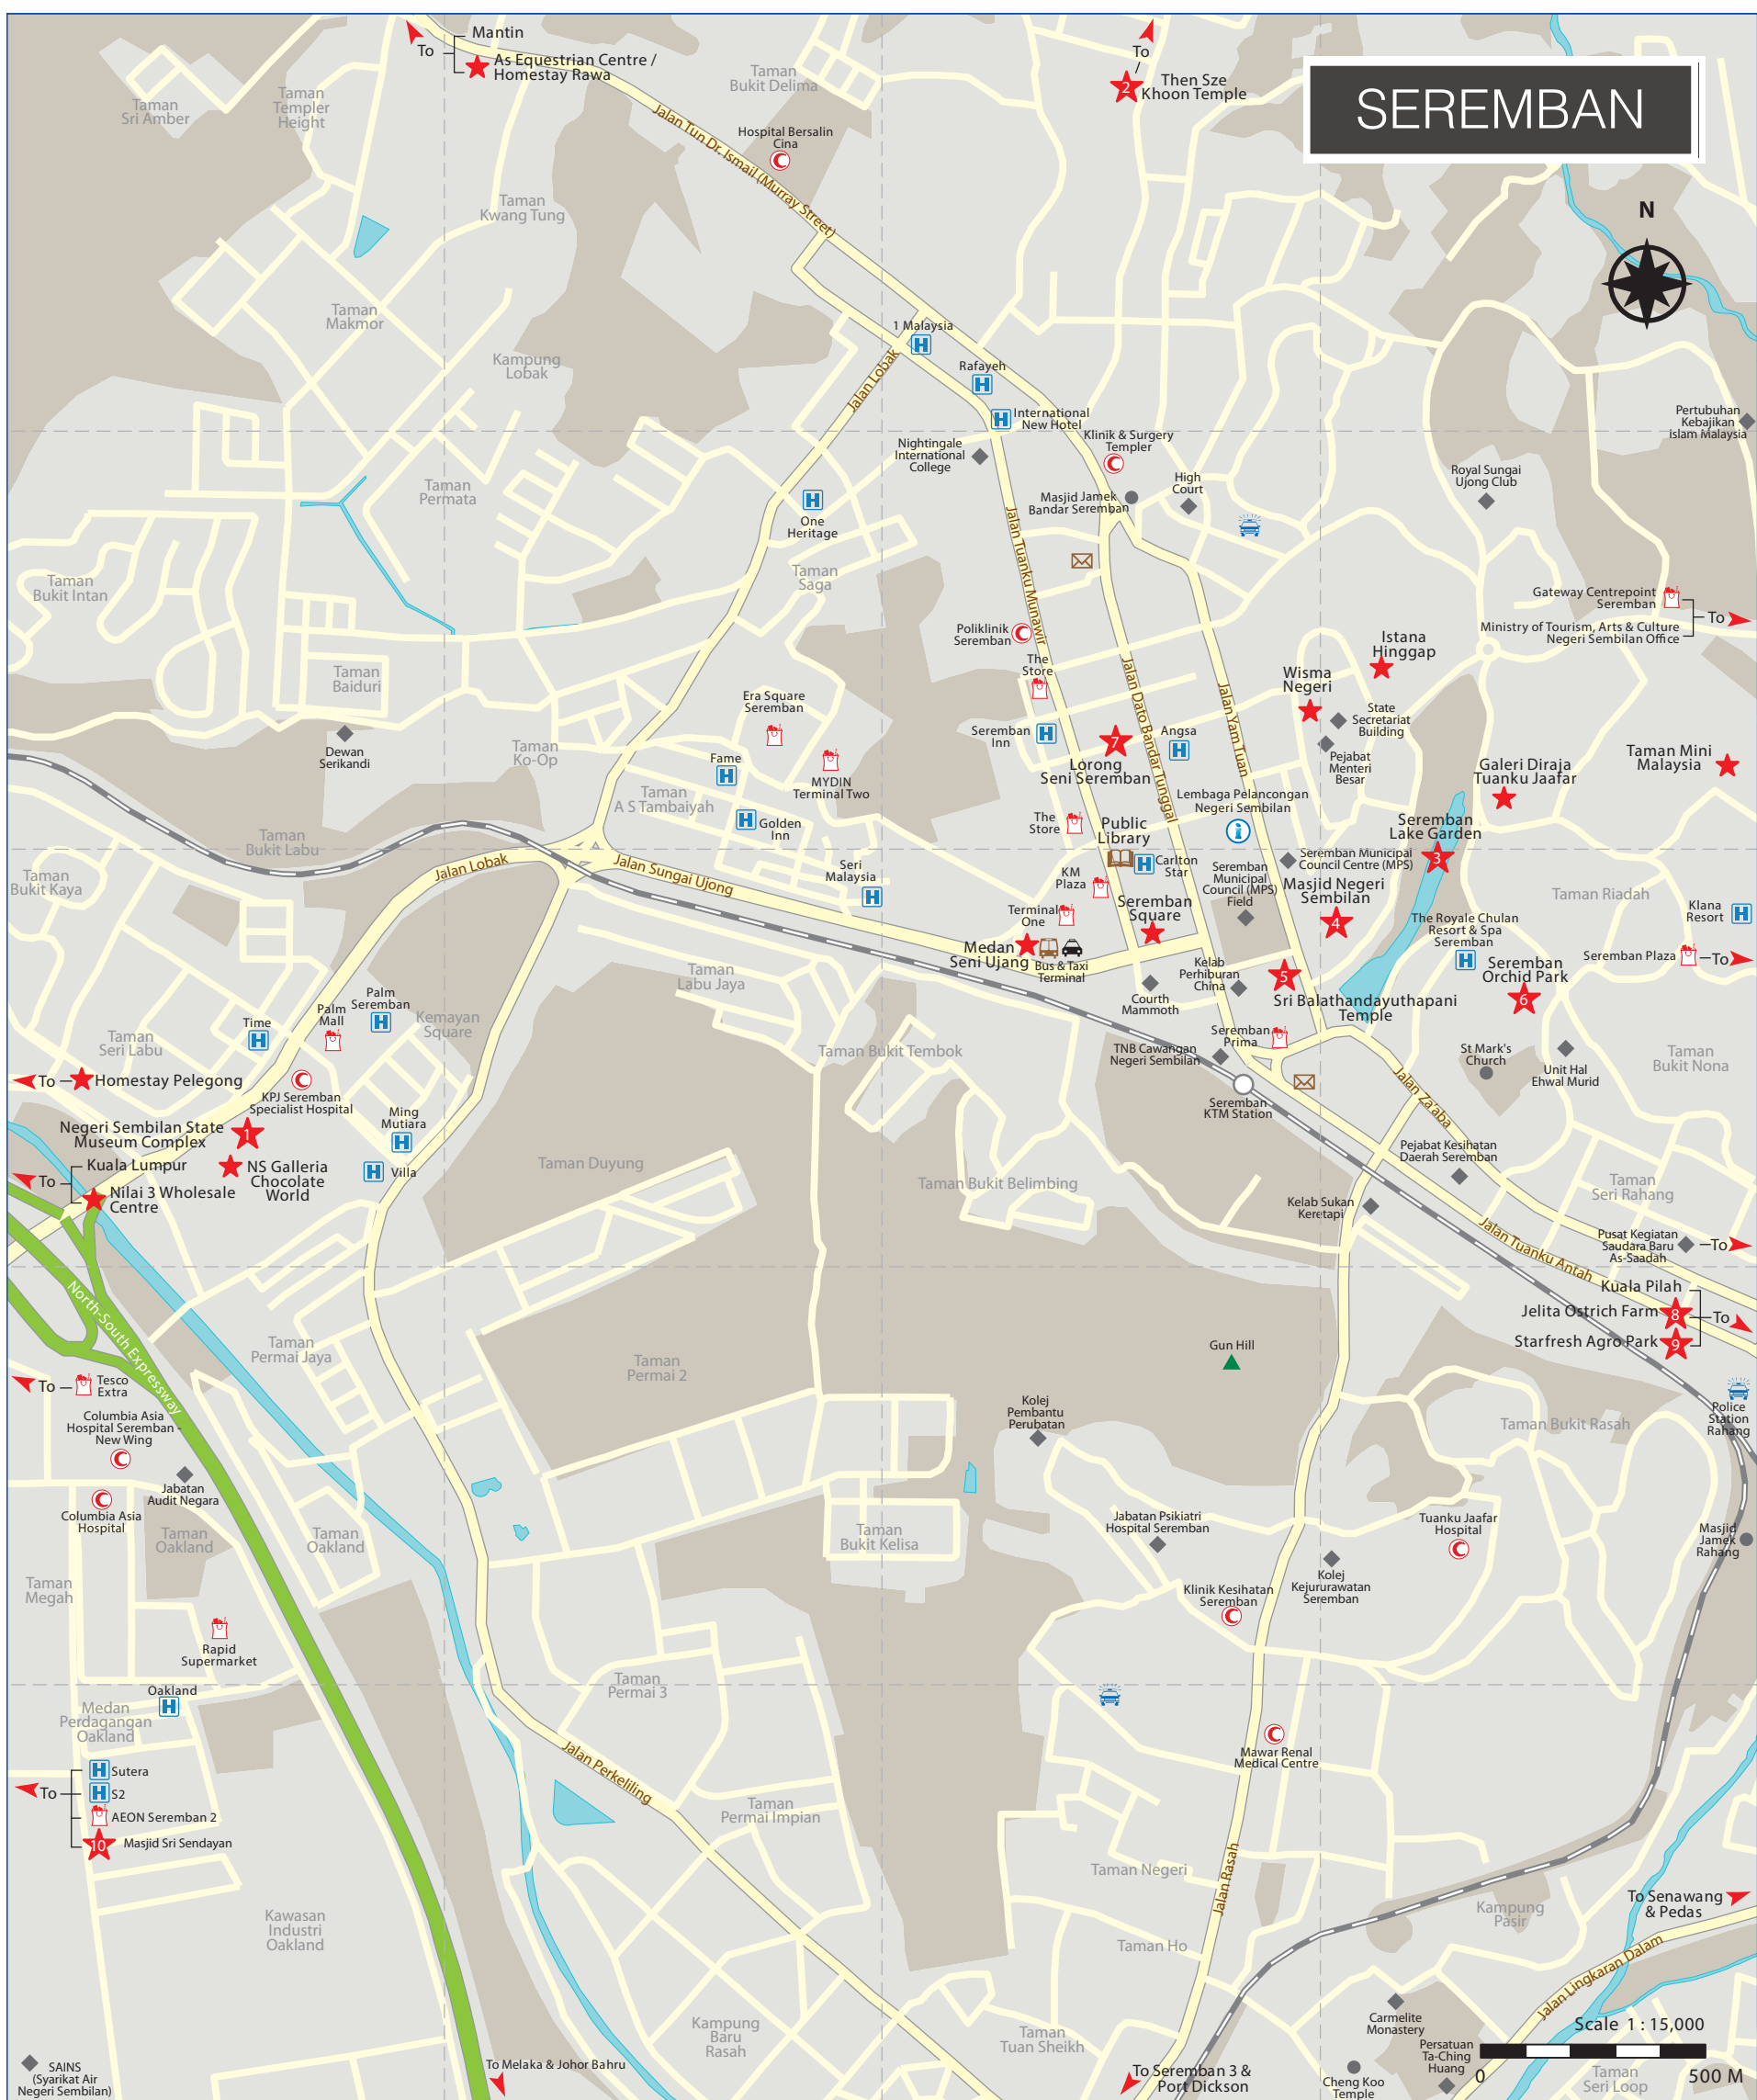 SEREMBAN
N
To
Mantin
As Equestrian Centre /
Homestay Rawa
To
2
Then Sze
Khoon Temple
Taman
Sri Amber
Taman
Templer
Height
Taman
Bukit Delima
Hospital Bersalin
Cina
Jalan Tun Dr. Ismail (Murray Street)
Taman
Kwang Tung
Taman
Makmor
Kampung
Lobak
1 Malaysia
H
Rafayeh
H
H
International
New Hotel
Jalan Lobak
Nightingale
International
College
Klinik & Surgery
Templer
Masjid Jamek
Bandar Seremban
High
Court
Royal Sungai
Ujong Club
Pertubuhan
Kebajikan
Islam Malaysia
Taman
Permata
H
One
Heritage
Taman
Saga
Taman
Bukit Intan
Jalan Tuanku Munawir
Poliklinik
Seremban
The
Store
Gateway Centrepoint
Seremban
Ministry of Tourism, Arts & Culture
Negeri Sembilan Office
To
Istana
Hinggap
Wisma
Negeri
State
Secretariat
Building
Pejabat
Menteri
Besar
Taman
Baiduri
Dewan
Serikandi
Taman
Ko-Op
Era Square
Seremban
Fame
H
MYDIN
Terminal Two
Taman
A S Tambaiyah
H
Golden
Inn
Seremban
Inn
H
7
Lorong
Seni Seremban
Angsa
H
Jalan Dato Bandar Tunggal
Jalan Yam Tuan
Lembaga Pelancongan
Negeri Sembilan
i
Galeri Diraja
Tuanku Jaafar
Taman Mini
Malaysia
Seremban
Lake Garden
3
The
Store
Public
Library
H
Carlton
Star
KM
Plaza
Terminal
One
Seremban
Square
Seremban
Municipal
Council (MPS)
Field
Seremban Municipal
Council Centre (MPS)
Masjid Negeri
Sembilan
4
Taman Riadah
Klana
Resort
H
The Royale Chulan
Resort & Spa
Seremban
H
Seremban Plaza
To
Seremban
Orchid Park
6
Taman
Bukit Labu
Taman
Bukit Kaya
Jalan Lobak
Jalan Sungai Ujong
Seri
Malaysia
H
Medan
Seni Ujang
Bus & Taxi
Terminal
Courth
Mammoth
Kelab
Perhiburan
China
5
Sri Balathandayuthapani
Temple
Seremban
Prima
TNB Cawangan
Negeri Sembilan
Seremban
KTM Station
St Mark's
Church
Unit Hal
Ehwal Murid
Taman
Bukit Nona
Jalan Za'aba
Taman
Labu Jaya
Taman Bukit Tembok
Kemayan
Square
Palm
Seremban
H
Palm
Mall
Time
H
Taman
Seri Labu
To
Homestay Pelegong
KPJ Seremban
Specialist Hospital
Negeri Sembilan State
Museum Complex
1
Ming
Mutiara
H
H
Villa
NS Galleria
Chocolate
World
To
Kuala Lumpur
Nilai 3 Wholesale
Centre
Taman Duyung
Taman Bukit Belimbing
Pejabat Kesihatan
Daerah Seremban
Kelab Sukan
Keretapi
Taman
Seri Rahang
Pusat Kegiatan
Saudara Baru
As-Saadah
To
Jalan Tuanku Antah
Kuala Pilah
Jelita Ostrich Farm
8
To
Starfresh Agro Park
9
North-South Expressway
Taman
Permai Jaya
Taman
Permai 2
Gun Hill
To
Tesco
Extra
Columbia Asia
Hospital Seremban -
New Wing
Jabatan
Audit Negara
Columbia Asia
Hospital
Taman
Oakland
Taman
Oakland
Kolej
Pembantu
Perubatan
Taman Bukit Rasah
Police
Station
Rahang
Taman
Bukit Kelisa
Jabatan Psikiatri
Hospital Seremban
Tuanku Jaafar
Hospital
Masjid
Jamek
Rahang
Kolej
Kejururawatan
Seremban
Klinik Kesihatan
Seremban
Taman
Megah
Rapid
Supermarket
Oakland
H
Medan
Perdagangan
Oakland
Taman
Permai 3
Mawar Renal
Medical Centre
To
H
Sutera
H
S2
AEON Seremban 2
10
Masjid Sri Sendayan
Jalan Perkeliling
Taman
Permai Impian
Taman Negeri
Jalan Rasah
Kawasan
Industri
Oakland
Taman Ho
Kampung
Pasir
To Senawang
& Pedas
Jalan Lingkaran Dalam
Kampung
Baru
Rasah
Taman
Tuan Sheikh
Carmelite
Monastery
Scale 1 : 15,000
0
500 M
Persatuan
Ta-Ching
Huang
Cheng Koo
Temple
Taman
Seri Loop
SAINS
(Syarikat Air
Negeri Sembilan)
To Melaka & Johor Bahru
To Seremban 3 &
Port Dickson